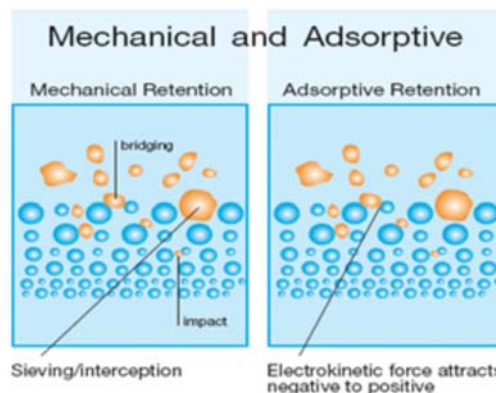 Mechanical and Adsorptive
Mechanical Retention
Adsorptive Retention
bridging
impact
Sieving/interception
Electrokinetic force attracts
negative to positive